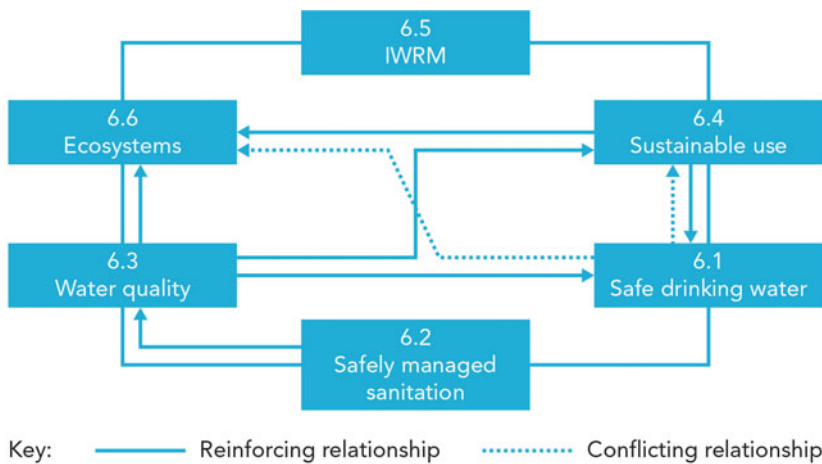 6.5
IWRM
6.6
Ecosystems
6.4
Sustainable use
6.3
Water quality
6.1
Safe drinking water
6.2
Safely managed
sanitation
Key: Reinforcing relationship Conflicting relationship